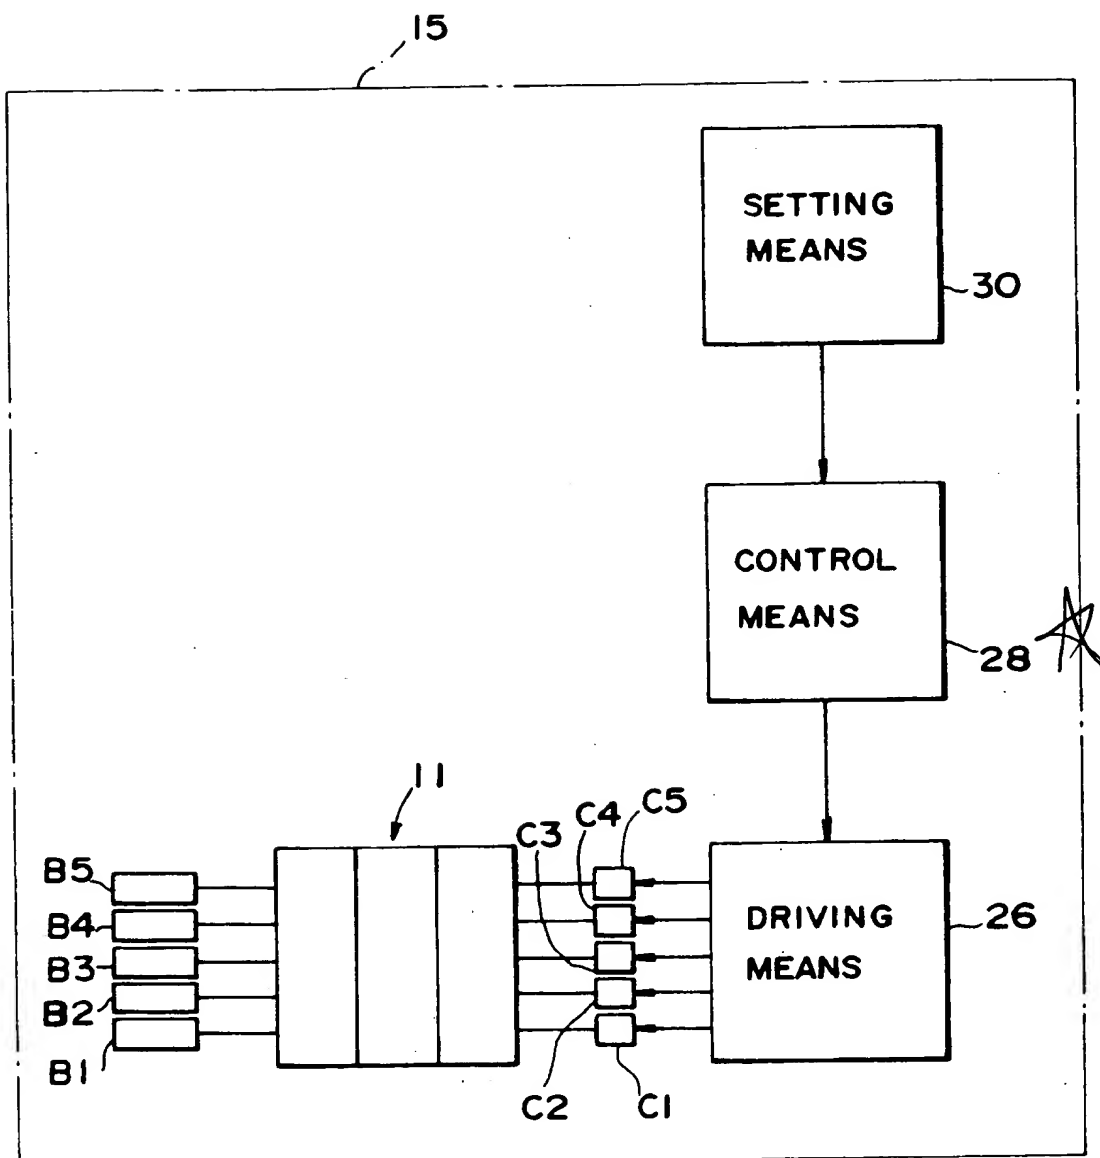 15
SETTING
MEANS
30
CONTROL
MEANS
28
11
C5
C4
C3
B5
B4
B3
B2
B1
DRIVING
MEANS
26
C2
C1